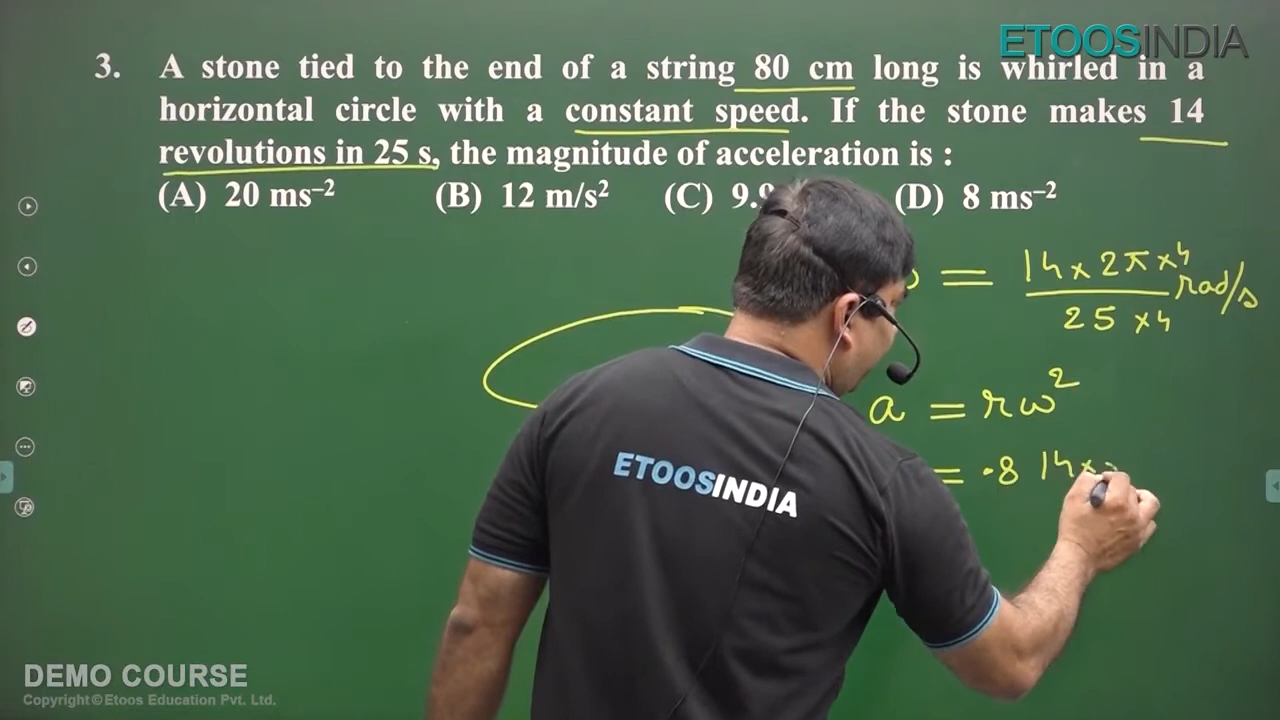 ETOOSINDIA
3. A stone tied to the end of a string 80 cm long is whirled in a
horizontal circle with a constant speed. If the stone makes 14
revolutions in 25 s, the magnitude of acceleration is :
(A) 20 ms⁻² (B) 12 m/s² (C) 9.9 (D) 8 ms⁻²
= 14 × 2π × 4 / 25 × 4 rad/s
a = rω²
= .8 14 ×
ETOOSINDIA
DEMO COURSE
Copyright © Etoos Education Pvt. Ltd.